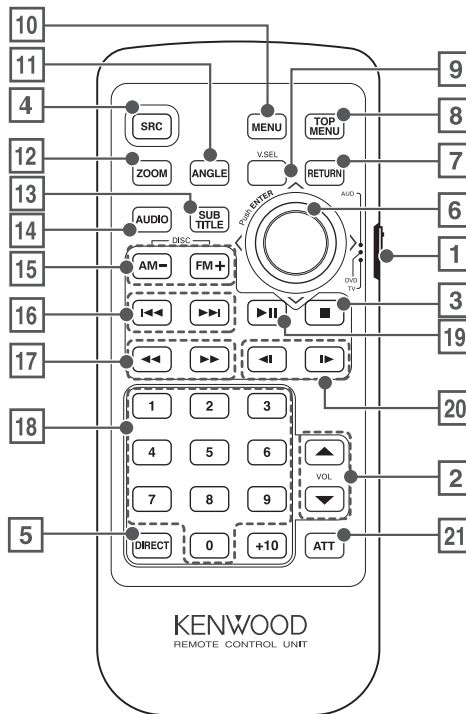 10
11
9
4
SRC
MENU
TOP MENU
8
V.SEL
12
ZOOM
ANGLE
RETURN
7
Push ENTER
AUD
13
6
14
AUDIO
SUB TITLE
DISC
1
15
AM–
FM+
DVD
TV
3
16
19
17
20
18
1
2
3
4
5
6
VOL
2
7
8
9
5
DIRECT
0
+10
ATT
21
KENWOOD
REMOTE CONTROL UNIT